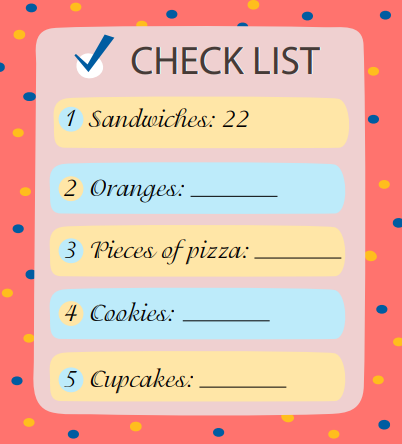 CHECK LIST
1 Sandwiches: 22
2 Oranges: ________
3 Pieces of pizza: ________
4 Cookies: ________
5 Cupcakes: ________